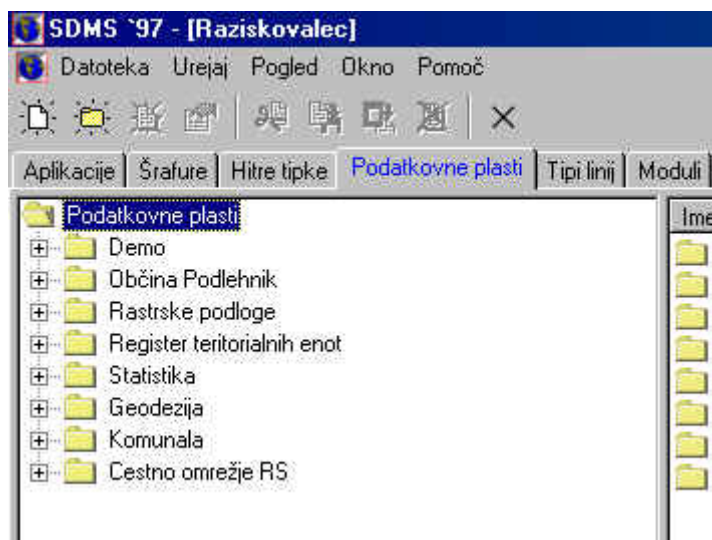 SDMS `97 - [Raziskovalec]
Datoteka Urejaj Pogled Okno Pomoč
Aplikacije Šrafure Hitre tipke Podatkovne plasti Tipi linij Moduli
Podatkovne plasti
Ime
Demo
Občina Podlehnik
Rastrske podloge
Register teritorialnih enot
Statistika
Geodezija
Komunala
Cestno omrežje RS